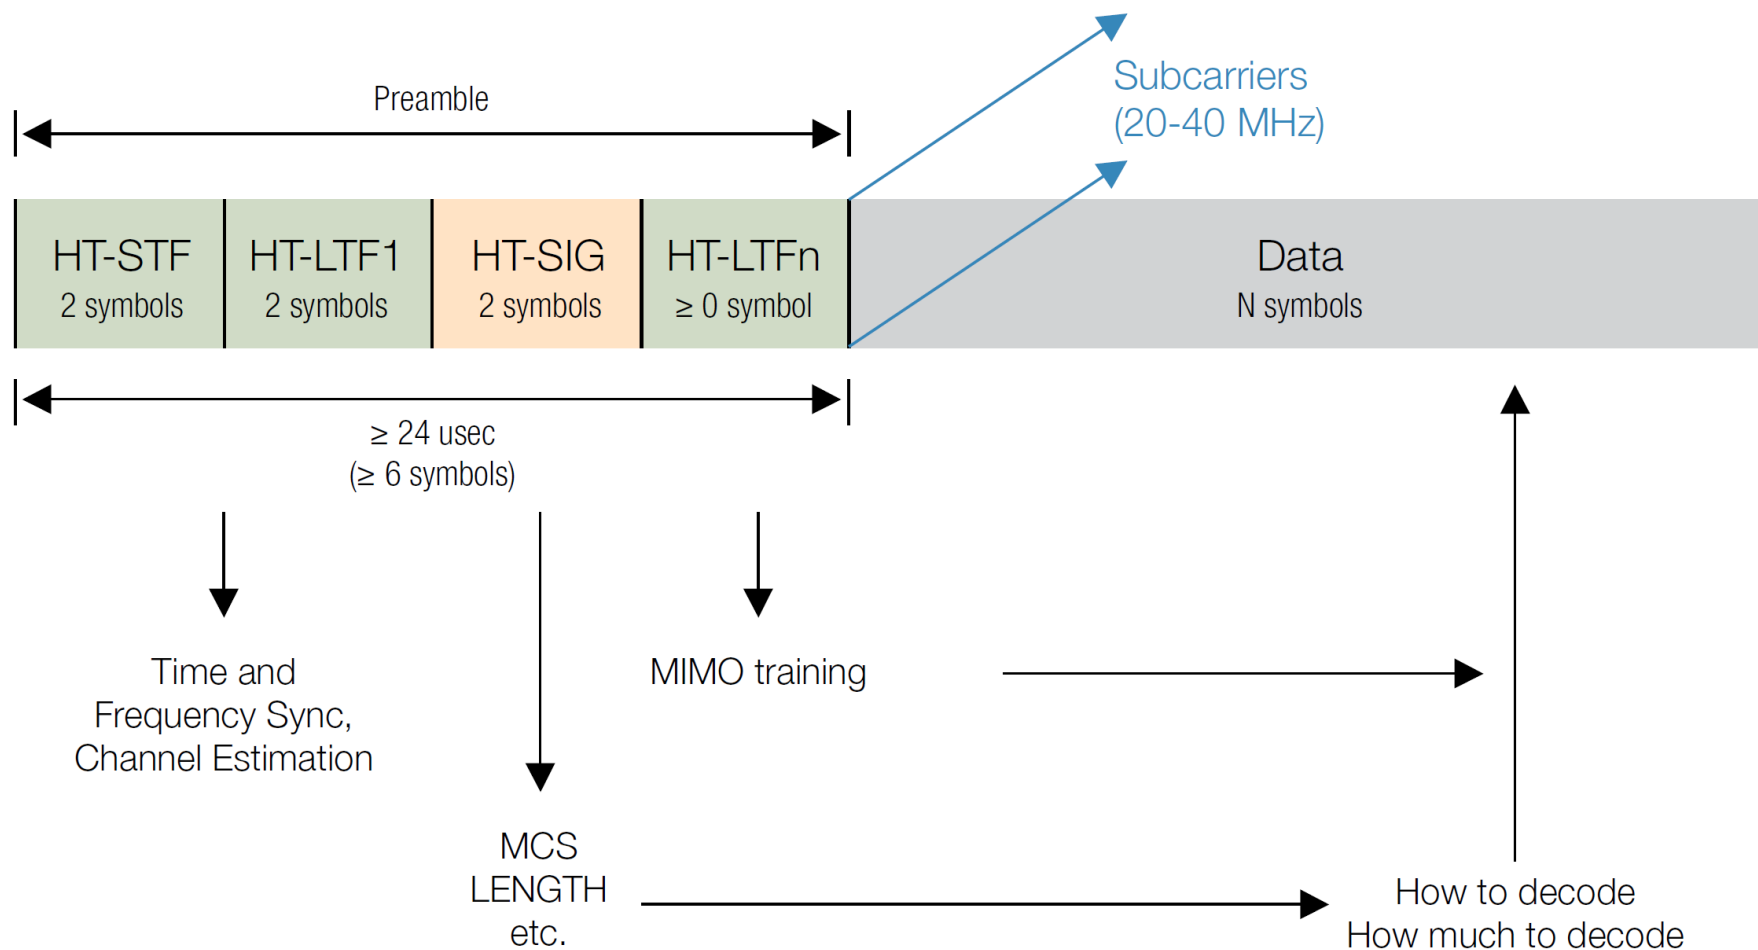 Preamble
Subcarriers
(20-40 MHz)
HT-STF
2 symbols
HT-LTF1
2 symbols
HT-SIG
2 symbols
HT-LTFn
≥ 0 symbol
Data
N symbols
≥ 24 usec
(≥ 6 symbols)
Time and
Frequency Sync,
Channel Estimation
MIMO training
MCS
LENGTH
etc.
How to decode
How much to decode